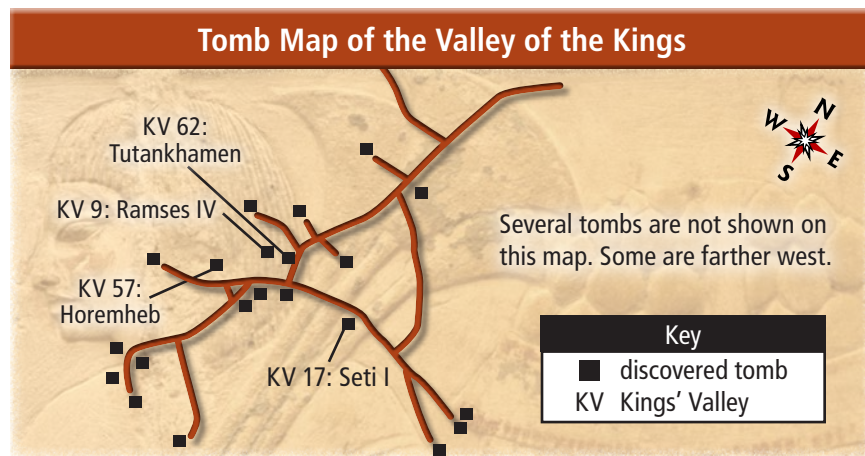 Tomb Map of the Valley of the Kings
KV 62:
Tutankhamen
KV 9: Ramses IV
KV 57:
Horemheb
KV 17: Seti I
N
W
E
S
Several tombs are not shown on
this map. Some are farther west.
Key
discovered tomb
KV Kings' Valley